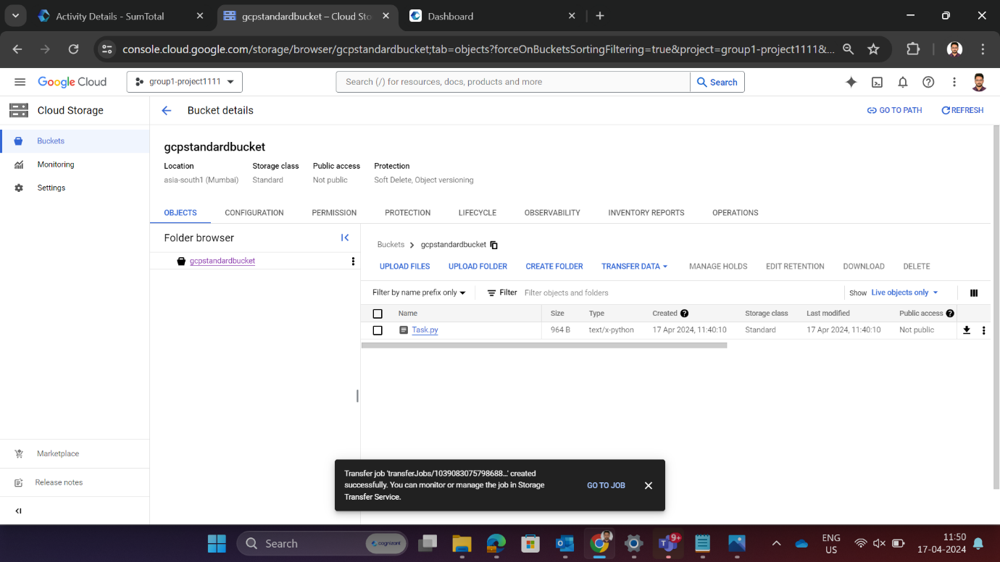 Activity Details - SumTotal
gcpstandardbucket – Cloud Sto
Dashboard
console.cloud.google.com/storage/browser/gcpstandardbucket;tab=objects?forceOnBucketsSortingFiltering=true&project=group1-project1111&...
Google Cloud
group1-project1111
Search (/) for resources, docs, products and more
Search
Cloud Storage
Bucket details
GO TO PATH
REFRESH
Buckets
Monitoring
Settings
gcpstandardbucket
Location Storage class Public access Protection
asia-south1 (Mumbai) Standard Not public Soft Delete, Object versioning
OBJECTS CONFIGURATION PERMISSION PROTECTION LIFECYCLE OBSERVABILITY INVENTORY REPORTS OPERATIONS
Folder browser
gcpstandardbucket
Buckets gcpstandardbucket
UPLOAD FILES UPLOAD FOLDER CREATE FOLDER TRANSFER DATA MANAGE HOLDS EDIT RETENTION DOWNLOAD DELETE
Filter by name prefix only Filter Filter objects and folders Show Live objects only
Name Size Type Created Storage class Last modified Public access
Task.py 964 B text/x-python 17 Apr 2024, 11:40:10 Standard 17 Apr 2024, 11:40:10 Not public
Marketplace
Release notes
Transfer job 'transferJobs/1039083075798688...' created
successfully. You can monitor or manage the job in Storage
Transfer Service.
GO TO JOB
Search
cognizant
9+
ENG
US
11:50
17-04-2024